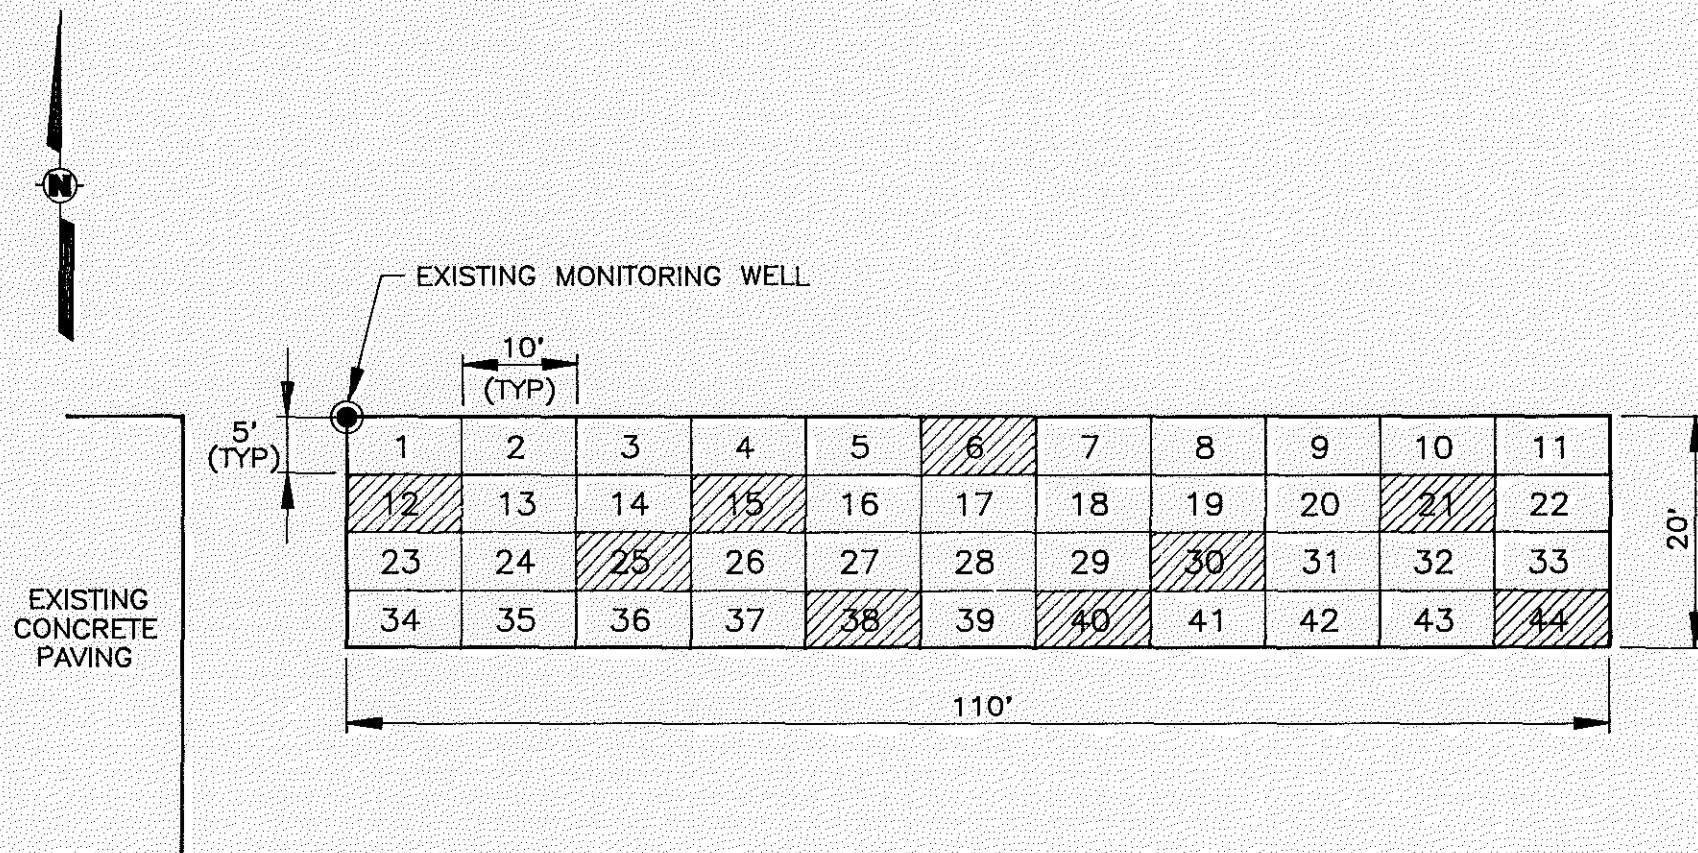 N
EXISTING MONITORING WELL
10'
(TYP)
5'
(TYP)
1 2 3 4 5 6 7 8 9 10 11
12 13 14 15 16 17 18 19 20 21 22
23 24 25 26 27 28 29 30 31 32 33
34 35 36 37 38 39 40 41 42 43 44
20'
EXISTING
CONCRETE
PAVING
110'